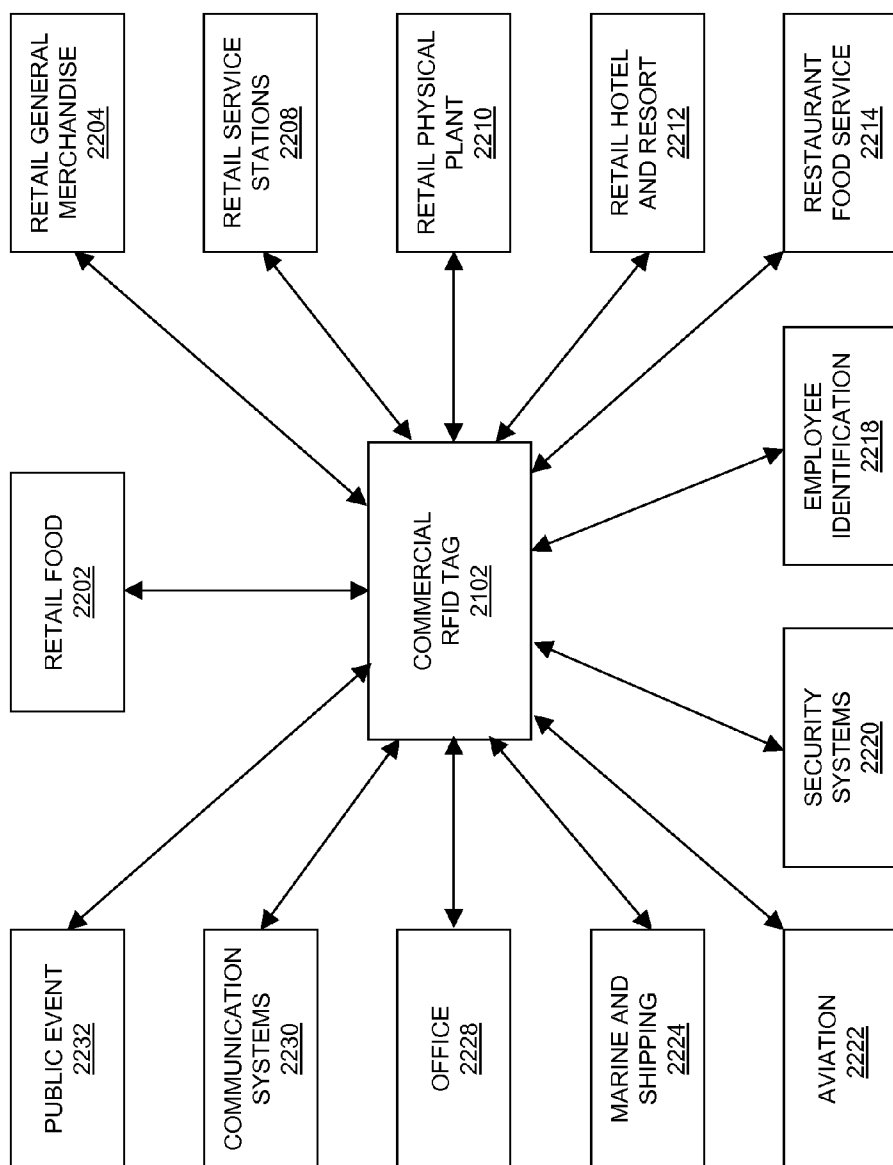 PUBLIC EVENT
2232
RETAIL FOOD
2202
RETAIL GENERAL
MERCHANDISE
2204
COMMUNICATION
SYSTEMS
2230
RETAIL SERVICE
STATIONS
2208
OFFICE
2228
COMMERCIAL
RFID TAG
2102
RETAIL PHYSICAL
PLANT
2210
MARINE AND
SHIPPING
2224
RETAIL HOTEL
AND RESORT
2212
AVIATION
2222
SECURITY
SYSTEMS
2220
EMPLOYEE
IDENTIFICATION
2218
RESTAURANT
FOOD SERVICE
2214